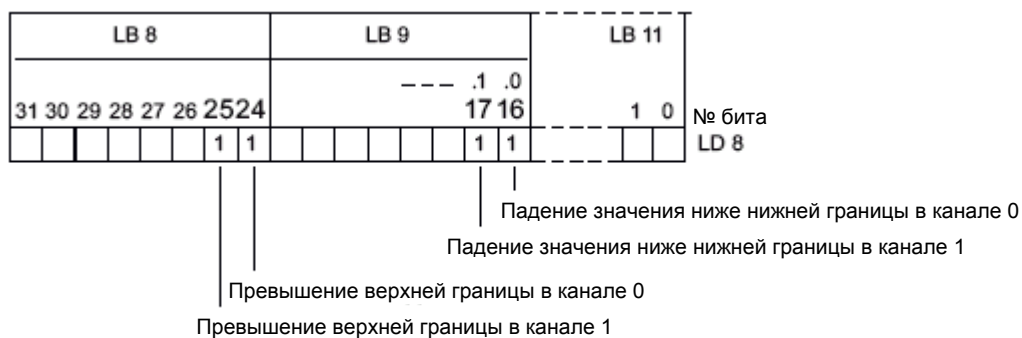 LB 8 LB 9 LB 11
.1 .0
31 30 29 28 27 26 25 24 17 16 1 0 № бита
1 1 1 1 LD 8
Падение значения ниже нижней границы в канале 0
Падение значения ниже нижней границы в канале 1
Превышение верхней границы в канале 0
Превышение верхней границы в канале 1